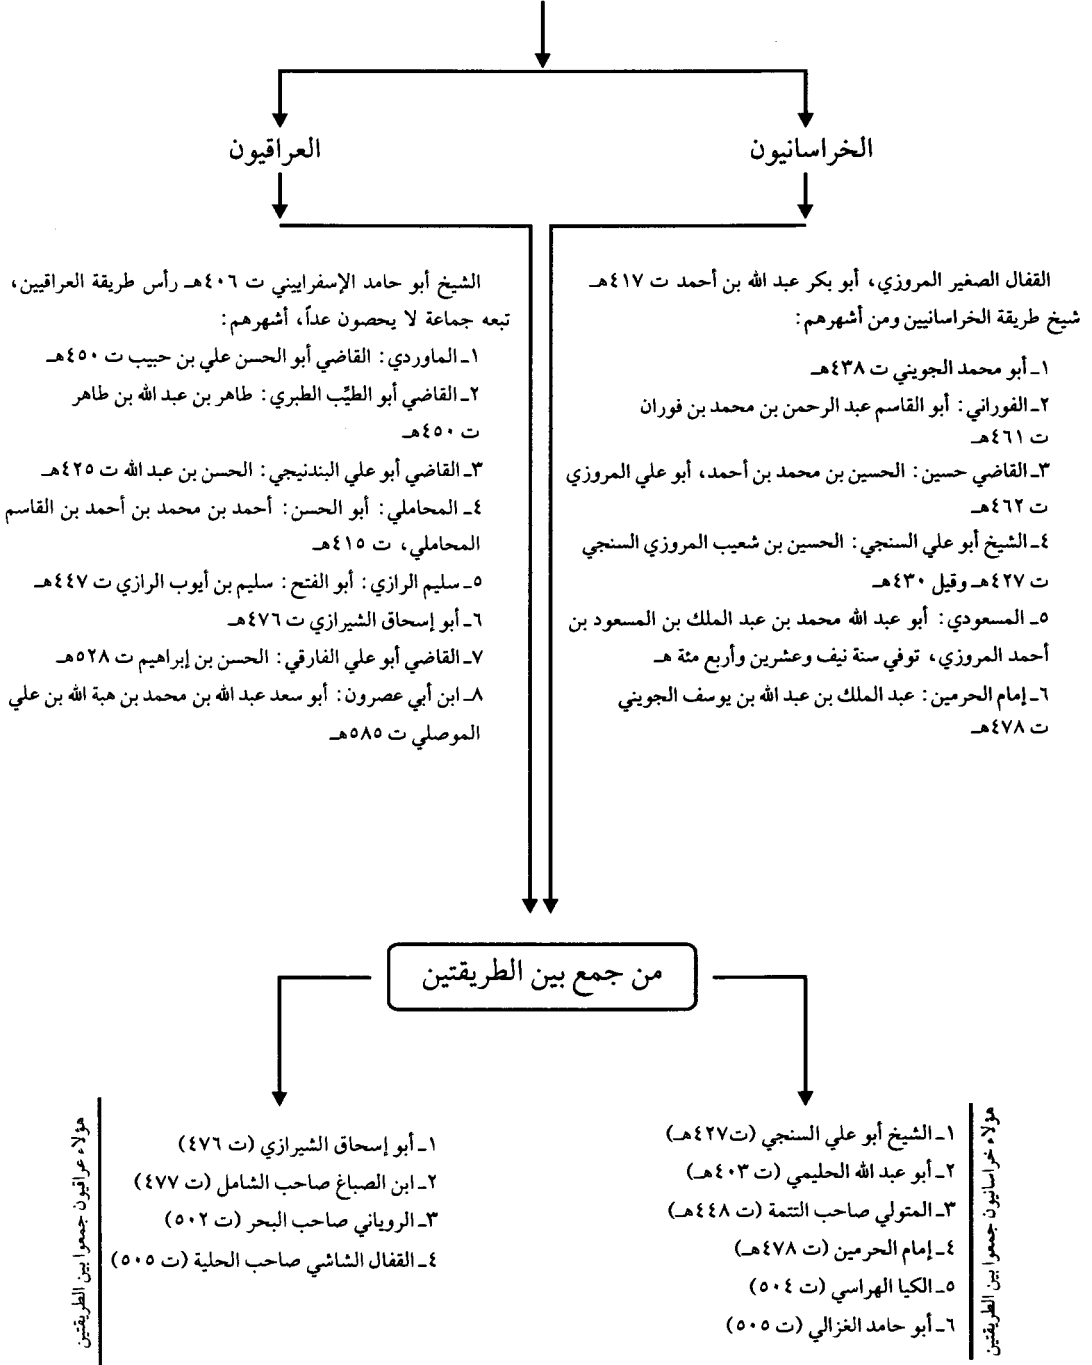 الخراسانيون
العراقيون
القفال الصغير المروزي، أبو بكر عبد الله بن أحمد ت ٤١٧هـ
شيخ طريقة الخراسانيين ومن أشهرهم:
١ـ أبو محمد الجويني ت ٤٣٨هـ
٢ـ الفوراني: أبو القاسم عبد الرحمن بن محمد بن فوران
ت ٤٦١هـ
٣ـ القاضي حسين: الحسين بن محمد بن أحمد، أبو علي المروزي
ت ٤٦٢هـ
٤ـ الشيخ أبو علي السنجي: الحسين بن شعيب المروزي السنجي
ت ٤٢٧هـ وقيل ٤٣٠هـ
٥ـ المسعودي: أبو عبد الله محمد بن عبد الملك بن المسعود بن
أحمد المروزي، توفي سنة نيف وعشرين وأربع مئة هـ
٦ـ إمام الحرمين: عبد الملك بن عبد الله بن يوسف الجويني
ت ٤٧٨هـ
الشيخ أبو حامد الإسفراييني ت ٤٠٦هـ رأس طريقة العراقيين،
تبعه جماعة لا يحصون عداً، أشهرهم:
١ـ الماوردي: القاضي أبو الحسن علي بن حبيب ت ٤٥٠هـ
٢ـ القاضي أبو الطيِّب الطبري: طاهر بن عبد الله بن طاهر
ت ٤٥٠هـ
٣ـ القاضي أبو علي البندنيجي: الحسن بن عبد الله ت ٤٢٥هـ
٤ـ المحاملي: أبو الحسن: أحمد بن محمد بن أحمد بن القاسم
المحاملي، ت ٤١٥هـ
٥ـ سليم الرازي: أبو الفتح: سليم بن أيوب الرازي ت ٤٤٧هـ
٦ـ أبو إسحاق الشيرازي ت ٤٧٦هـ
٧ـ القاضي أبو علي الفارقي: الحسن بن إبراهيم ت ٥٢٨هـ
٨ـ ابن أبي عصرون: أبو سعد عبد الله بن محمد بن هبة الله بن علي
الموصلي ت ٥٨٥هـ
من جمع بين الطريقتين
هؤلاء خراسانيون جمعوا بين الطريقتين
١ـ الشيخ أبو علي السنجي (ت٤٢٧هـ)
٢ـ أبو عبد الله الحليمي (ت ٤٠٣هـ)
٣ـ المتولي صاحب التتمة (ت ٤٤٨هـ)
٤ـ إمام الحرمين (ت ٤٧٨هـ)
٥ـ الكيا الهراسي (ت ٥٠٤)
٦ـ أبو حامد الغزالي (ت ٥٠٥)
١ـ أبو إسحاق الشيرازي (ت ٤٧٦)
٢ـ ابن الصباغ صاحب الشامل (ت ٤٧٧)
٣ـ الروياني صاحب البحر (ت ٥٠٢)
٤ـ القفال الشاشي صاحب الحلية (ت ٥٠٥)
هؤلاء عراقيون جمعوا بين الطريقتين